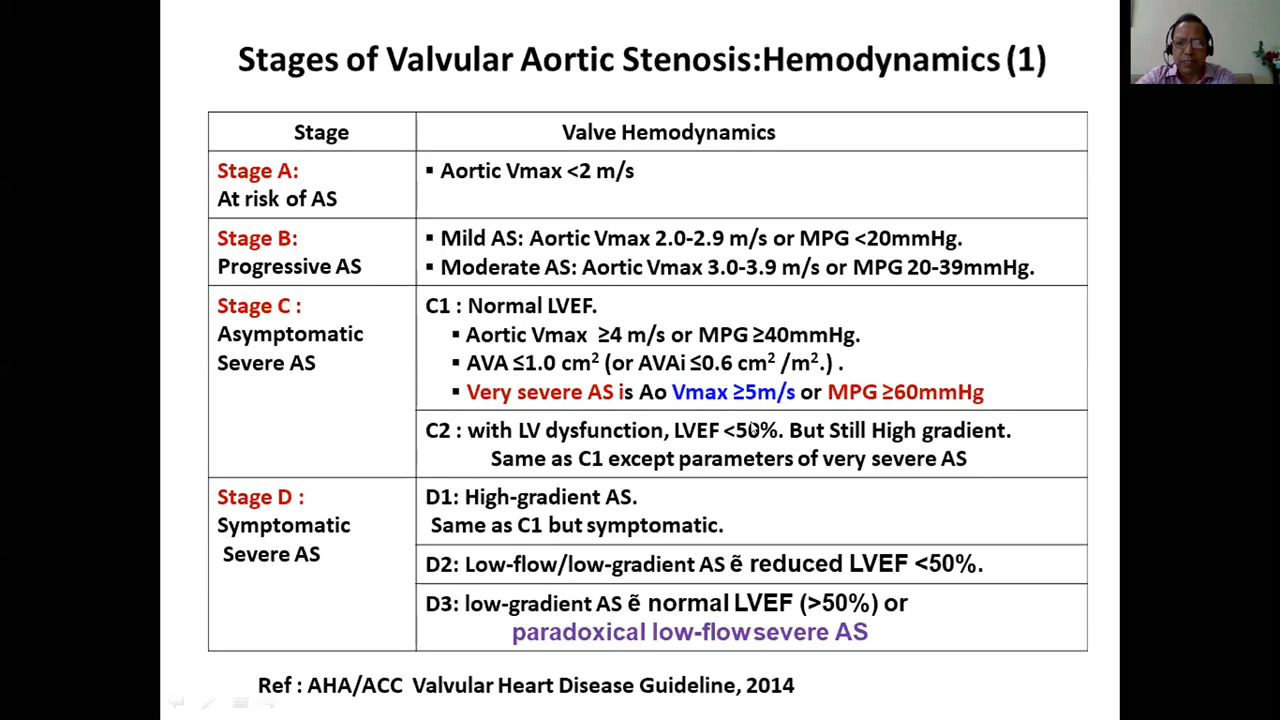 Stages of Valvular Aortic Stenosis:Hemodynamics (1)
Stage
Valve Hemodynamics
Stage A:
At risk of AS
▪ Aortic Vmax <2 m/s
Stage B:
Progressive AS
▪ Mild AS: Aortic Vmax 2.0-2.9 m/s or MPG <20mmHg.
▪ Moderate AS: Aortic Vmax 3.0-3.9 m/s or MPG 20-39mmHg.
Stage C :
Asymptomatic
Severe AS
C1 : Normal LVEF.
▪ Aortic Vmax ≥4 m/s or MPG ≥40mmHg.
▪ AVA ≤1.0 cm² (or AVAi ≤0.6 cm² /m².) .
▪ Very severe AS is Ao Vmax ≥5m/s or MPG ≥60mmHg
C2 : with LV dysfunction, LVEF <50%. But Still High gradient.
Same as C1 except parameters of very severe AS
Stage D :
Symptomatic
Severe AS
D1: High-gradient AS.
Same as C1 but symptomatic.
D2: Low-flow/low-gradient AS ẽ reduced LVEF <50%.
D3: low-gradient AS ẽ normal LVEF (>50%) or
paradoxical low-flowsevere AS
Ref : AHA/ACC Valvular Heart Disease Guideline, 2014